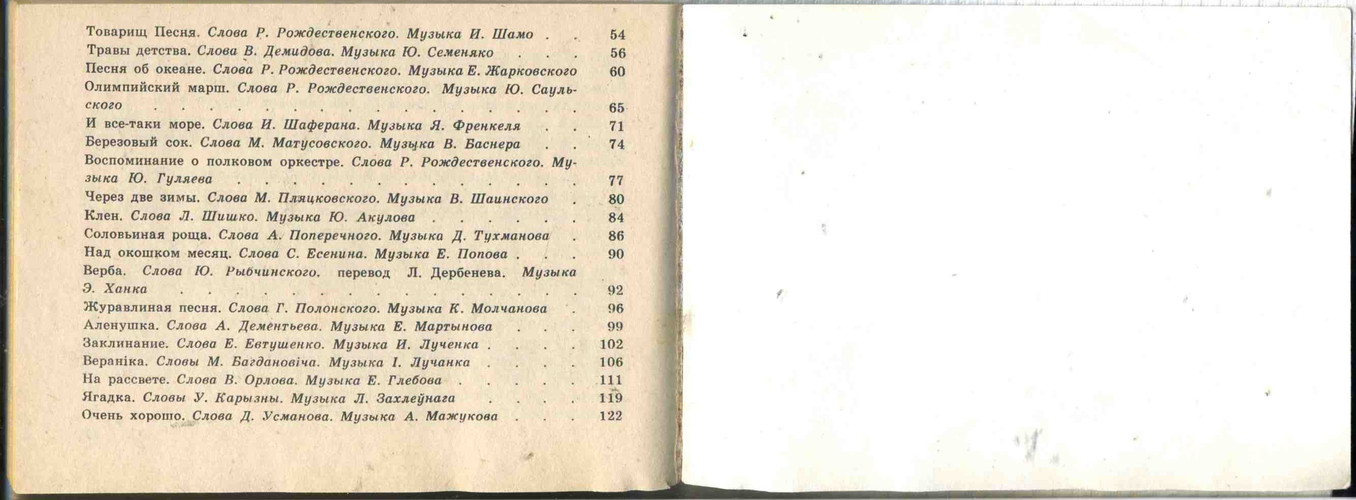 Товарищ Песня. Слова Р. Рождественского. Музыка И. Шамо . . 54
Травы детства. Слова В. Демидова. Музыка Ю. Семеняко . . . 56
Песня об океане. Слова Р. Рождественского. Музыка Е. Жарковского 60
Олимпийский марш. Слова Р. Рождественского. Музыка Ю. Сауль-
ского . . . . . . . . . . . . . . . . 65
И все-таки море. Слова И. Шаферана. Музыка Я. Френкеля . . 71
Березовый сок. Слова М. Матусовского. Музыка В. Баснера . . 74
Воспоминание о полковом оркестре. Слова Р. Рождественского. Му-
зыка Ю. Гуляева . . . . . . . . . . . . . 77
Через две зимы. Слова М. Пляцковского. Музыка В. Шаинского . 80
Клен. Слова Л. Шишко. Музыка Ю. Акулова . . . . . . 84
Соловьиная роща. Слова А. Поперечного. Музыка Д. Тухманова . 86
Над окошком месяц. Слова С. Есенина. Музыка Е. Попова . . . 90
Верба. Слова Ю. Рыбчинского. перевод Л. Дербенева. Музыка
Э. Ханка . . . . . . . . . . . . . . . 92
Журавлиная песня. Слова Г. Полонского. Музыка К. Молчанова . 96
Аленушка. Слова А. Дементьева. Музыка Е. Мартынова . . . 99
Заклинание. Слова Е. Евтушенко. Музыка И. Лученка . . . . 102
Вераніка. Словы М. Багдановіча. Музыка І. Лучанка . . . . 106
На рассвете. Слова В. Орлова. Музыка Е. Глебова . . . . . 111
Ягадка. Словы У. Карызны. Музыка Л. Захлеўнага . . . . 119
Очень хорошо. Слова Д. Усманова. Музыка А. Мажукова . . . 122